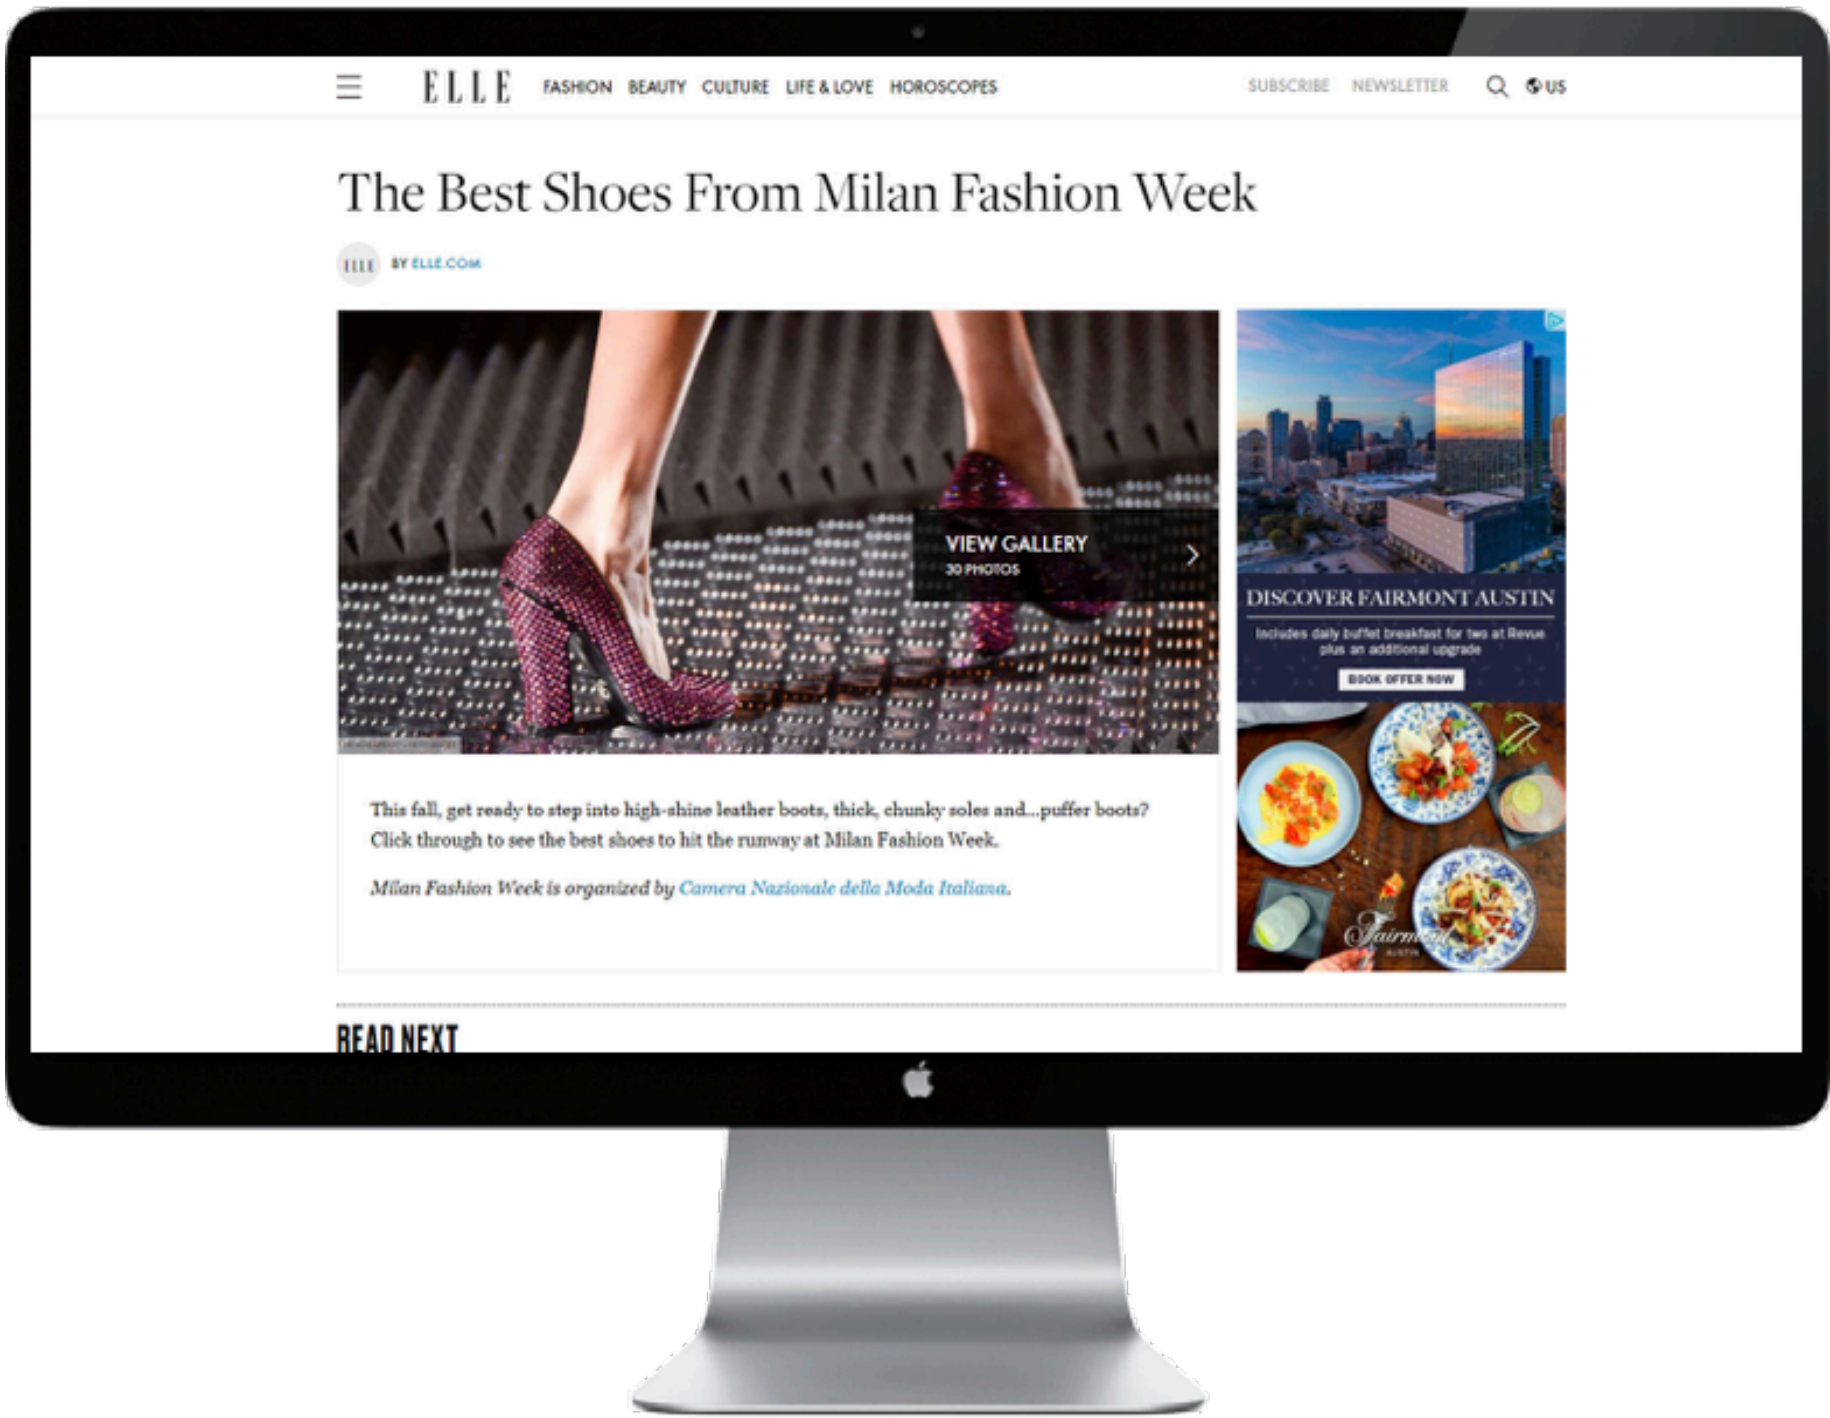 ELLE FASHION BEAUTY CULTURE LIFE & LOVE HOROSCOPES SUBSCRIBE NEWSLETTER US
The Best Shoes From Milan Fashion Week
ELLE BY ELLE.COM
VIEW GALLERY
30 PHOTOS
This fall, get ready to step into high-shine leather boots, thick, chunky soles and...puffer boots?
Click through to see the best shoes to hit the runway at Milan Fashion Week.
Milan Fashion Week is organized by Camera Nazionale della Moda Italiana.
DISCOVER FAIRMONT AUSTIN
Includes daily buffet breakfast for two at Revue
plus an additional upgrade
BOOK OFFER NOW
Fairmont
AUSTIN
READ NEXT